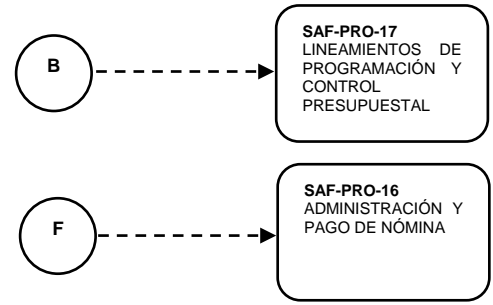 B
SAF-PRO-17
LINEAMIENTOS DE
PROGRAMACIÓN Y
CONTROL
PRESUPUESTAL
F
SAF-PRO-16
ADMINISTRACIÓN Y
PAGO DE NÓMINA